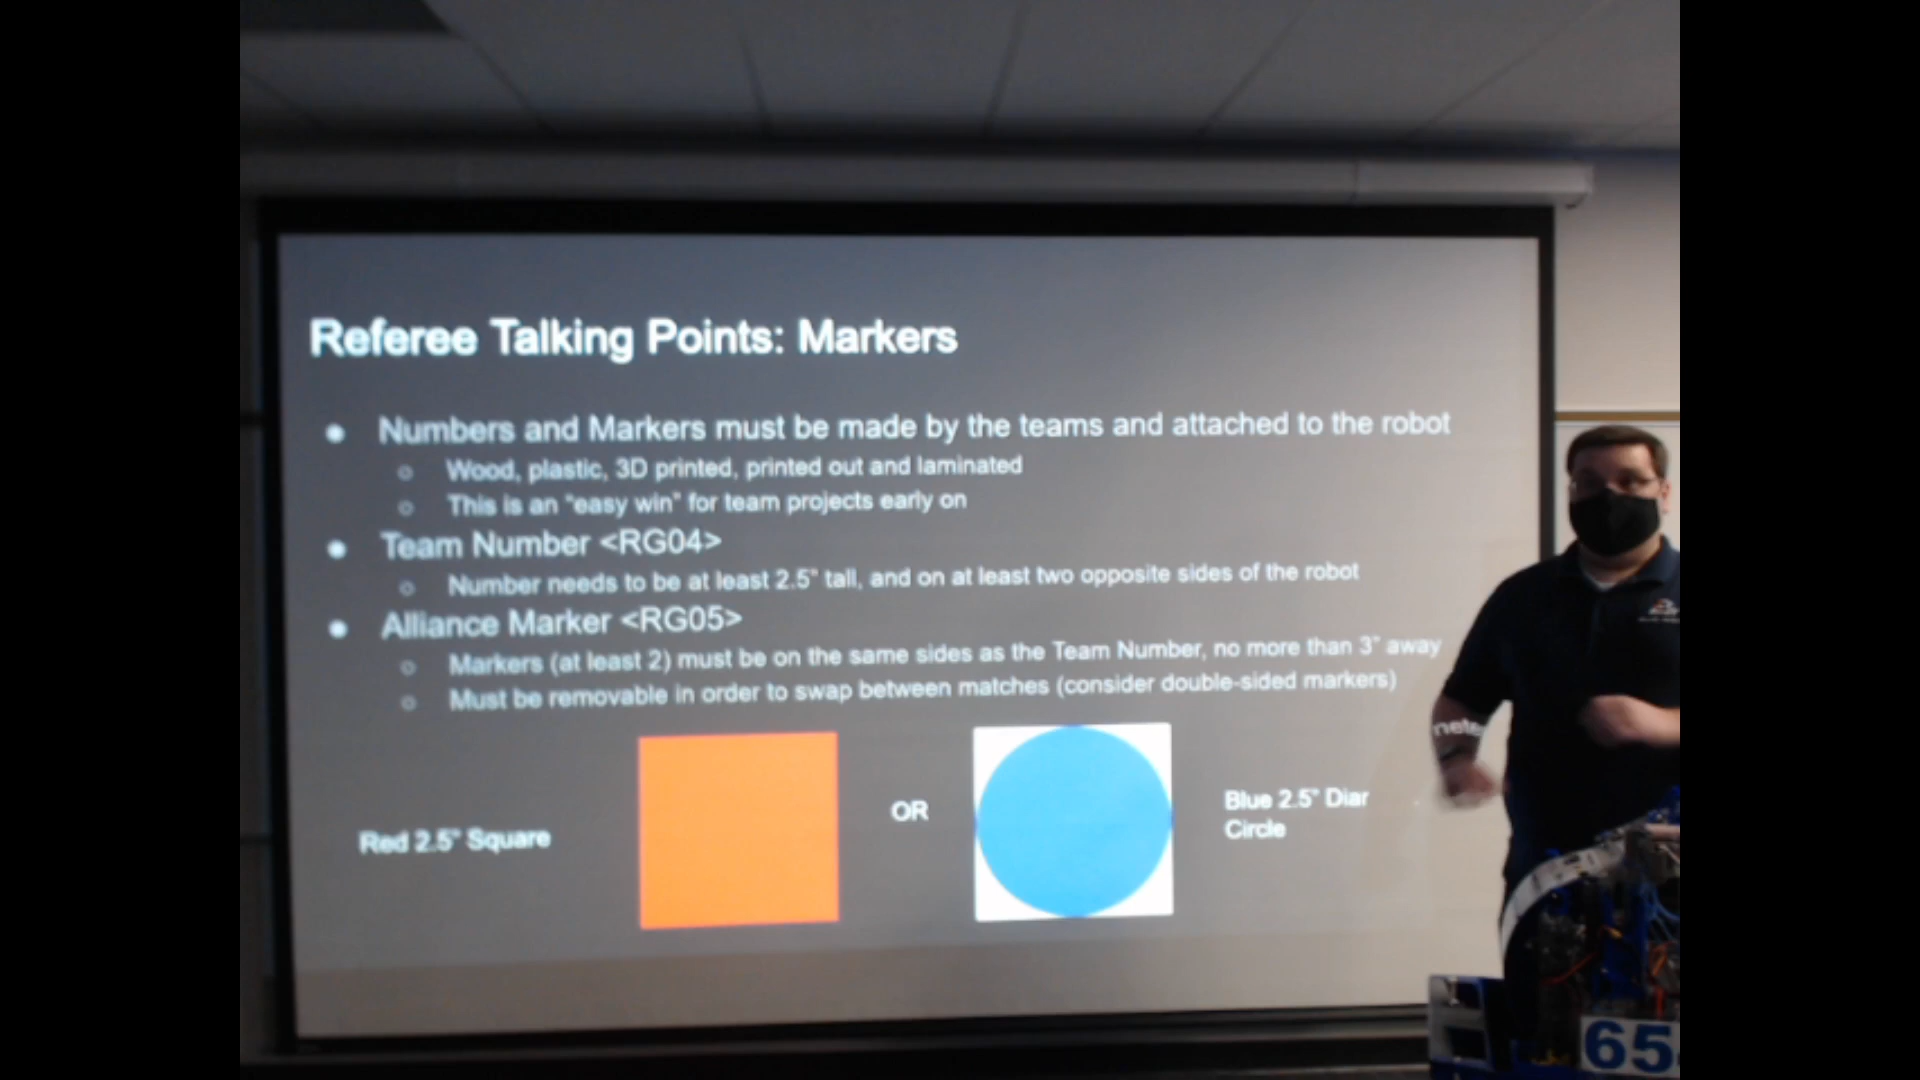 Referee Talking Points: Markers
Numbers and Markers must be made by the teams and attached to the robot
Wood, plastic, 3D printed, printed out and laminated
This is an “easy win” for team projects early on
Team Number <RG04>
Number needs to be at least 2.5” tall, and on at least two opposite sides of the robot
Alliance Marker <RG05>
Markers (at least 2) must be on the same sides as the Team Number, no more than 3” away
Must be removable in order to swap between matches (consider double-sided markers)
Red 2.5” Square
OR
Blue 2.5” Diameter
Circle
65